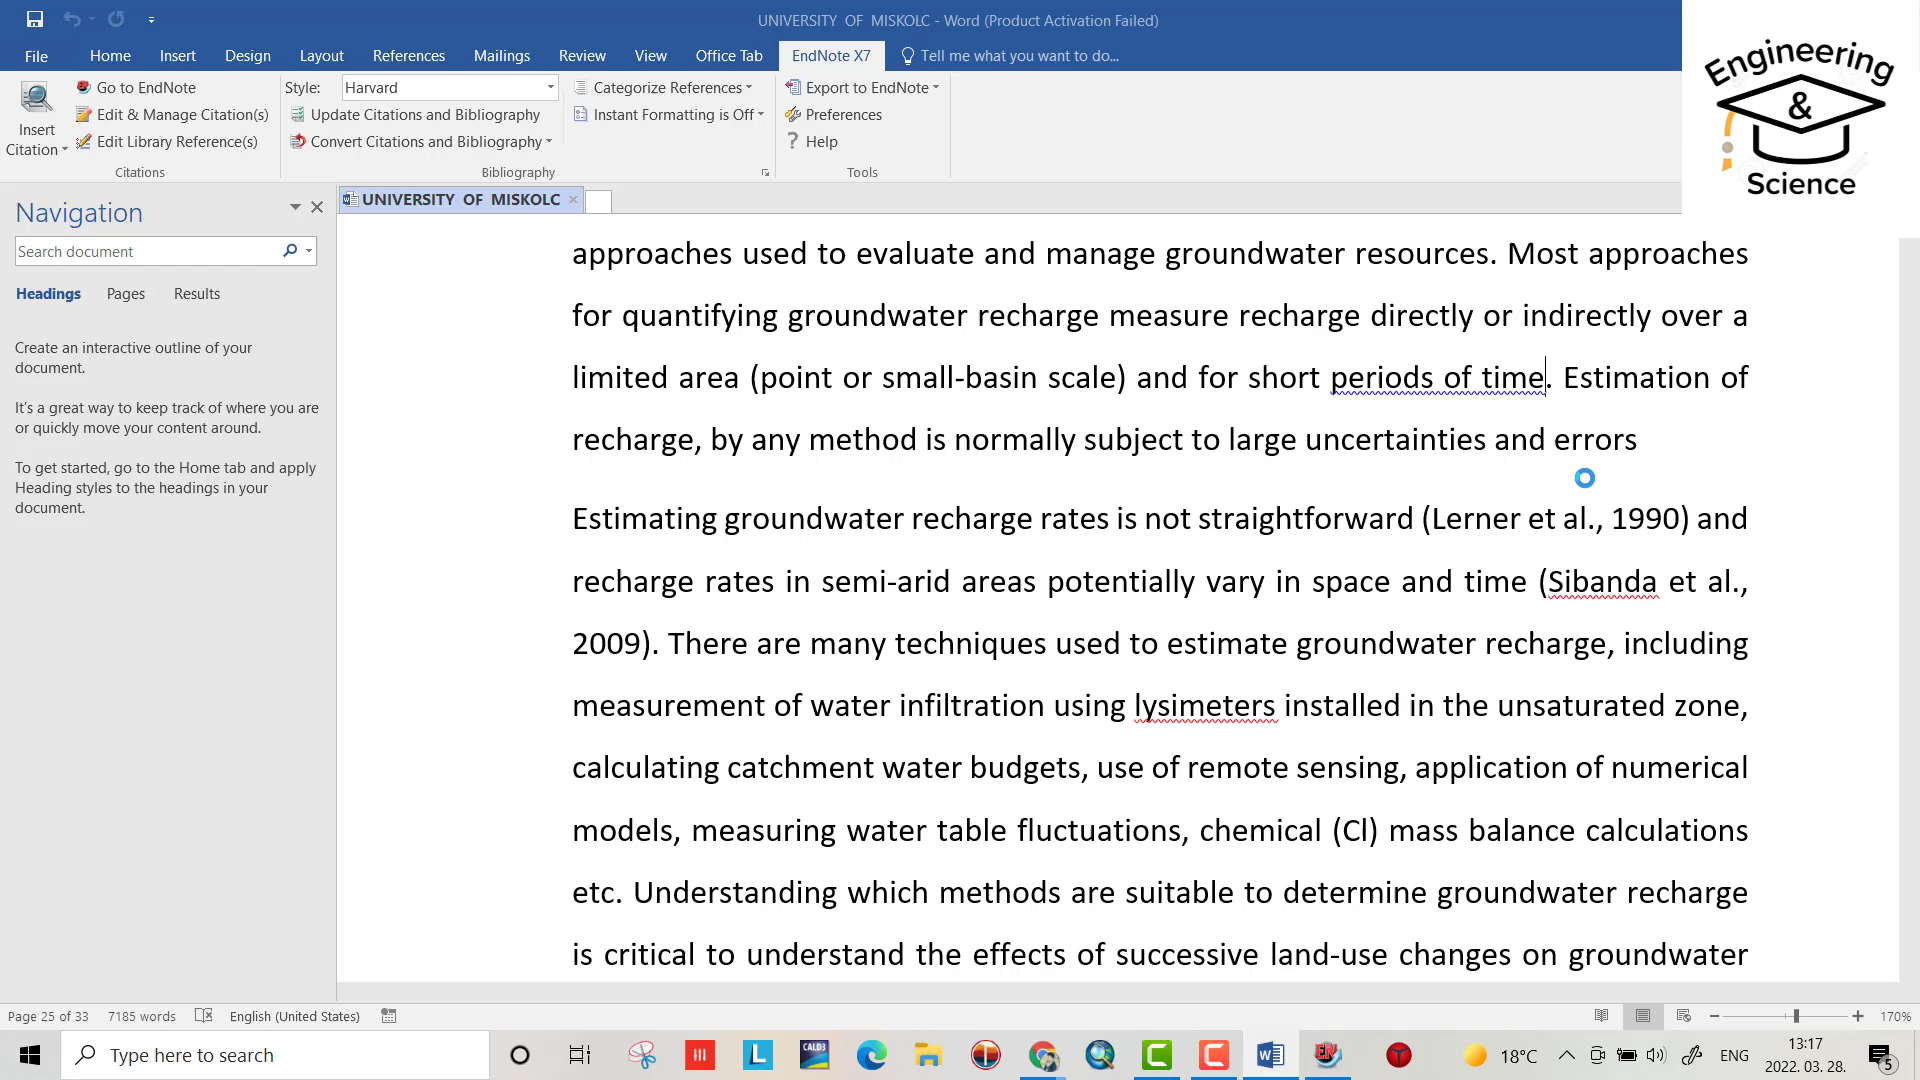 UNIVERSITY OF MISKOLC - Word (Product Activation Failed)
File Home Insert Design Layout References Mailings Review View Office Tab EndNote X7 Tell me what you want to do...
Insert Citation
Go to EndNote
Edit & Manage Citation(s)
Edit Library Reference(s)
Citations
Style: Harvard
Update Citations and Bibliography
Convert Citations and Bibliography
Bibliography
Categorize References
Instant Formatting is Off
Export to EndNote
Preferences
? Help
Tools
Engineering
&
Science
UNIVERSITY OF MISKOLC
Navigation
Search document
Headings Pages Results
Create an interactive outline of your
document.
It's a great way to keep track of where you are
or quickly move your content around.
To get started, go to the Home tab and apply
Heading styles to the headings in your
document.
approaches used to evaluate and manage groundwater resources. Most approaches
for quantifying groundwater recharge measure recharge directly or indirectly over a
limited area (point or small-basin scale) and for short periods of time. Estimation of
recharge, by any method is normally subject to large uncertainties and errors
Estimating groundwater recharge rates is not straightforward (Lerner et al., 1990) and
recharge rates in semi-arid areas potentially vary in space and time (Sibanda et al.,
2009). There are many techniques used to estimate groundwater recharge, including
measurement of water infiltration using lysimeters installed in the unsaturated zone,
calculating catchment water budgets, use of remote sensing, application of numerical
models, measuring water table fluctuations, chemical (Cl) mass balance calculations
etc. Understanding which methods are suitable to determine groundwater recharge
is critical to understand the effects of successive land-use changes on groundwater
Page 25 of 33 7185 words English (United States) 170%
Type here to search
L
CALD3
EN
18°C
ENG
13:17
2022. 03. 28.
5